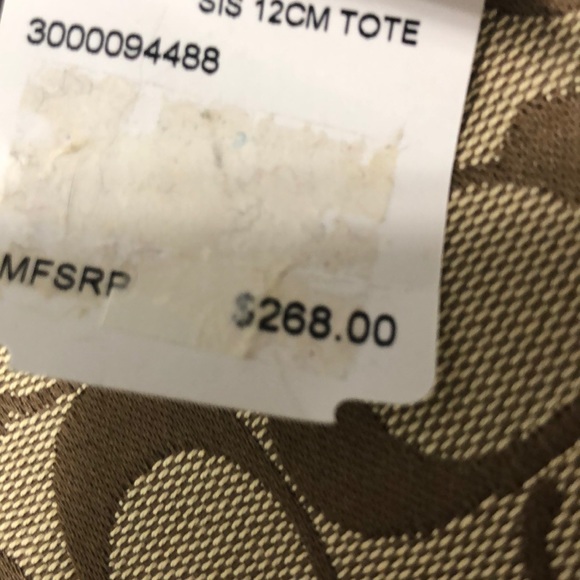 SIS 12CM TOTE
3000094488
MFSRP $268.00